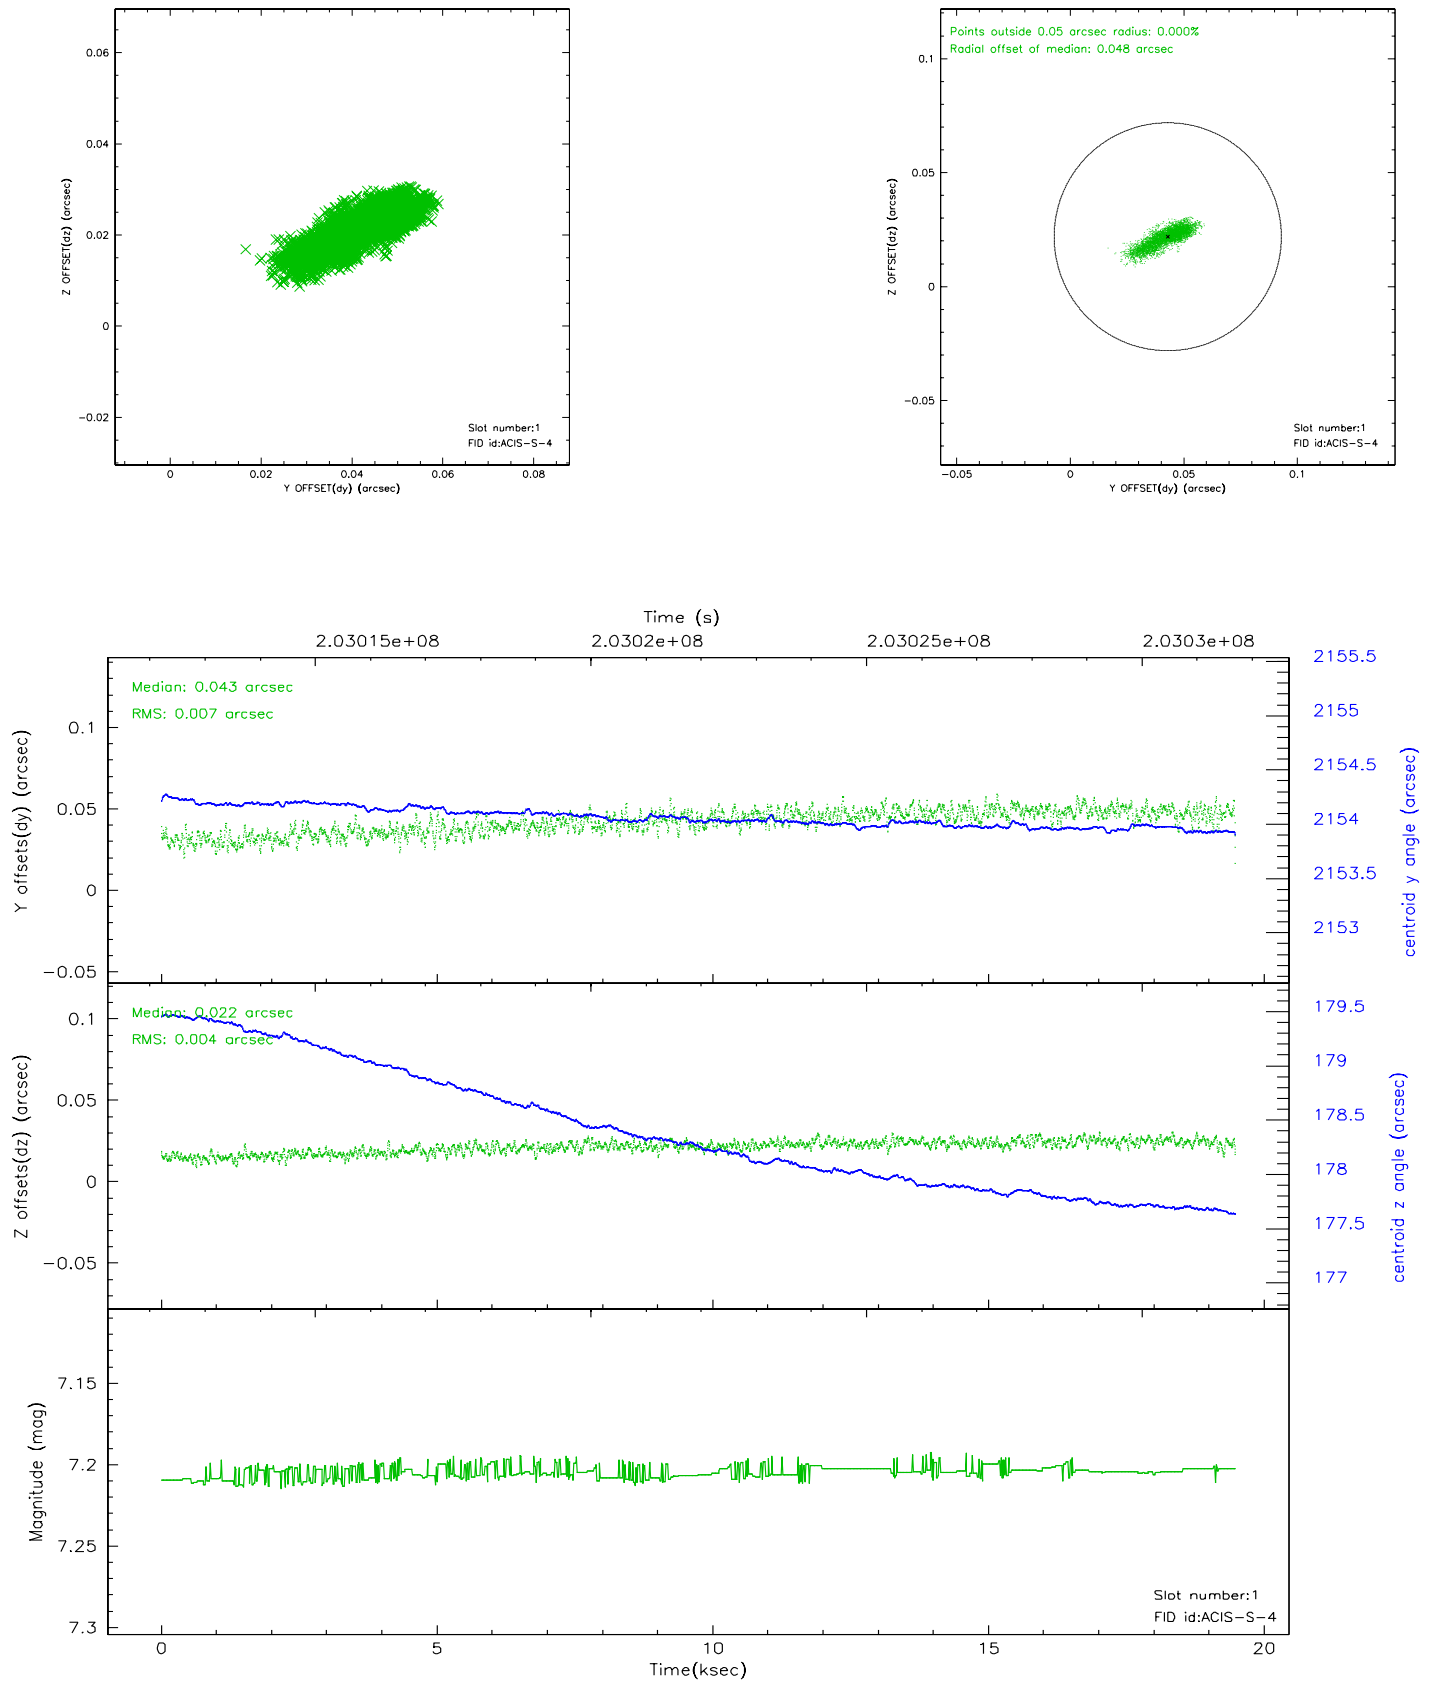 0.06
0.04
0.02
0
−0.02
Z OFFSET(dz) (arcsec)
Slot number:1
FID id:ACIS−S−4
0 0.02 0.04 0.06 0.08
Y OFFSET(dy) (arcsec)
Points outside 0.05 arcsec radius: 0.000%
Radial offset of median: 0.048 arcsec
0.1
0.05
0
−0.05
Z OFFSET(dz) (arcsec)
Slot number:1
FID id:ACIS−S−4
−0.05 0 0.05 0.1
Y OFFSET(dy) (arcsec)
Time (s)
2.03015e+08 2.0302e+08 2.03025e+08 2.0303e+08
Median: 0.043 arcsec
RMS: 0.007 arcsec
0.1
0.05
0
−0.05
Y offsets(dy) (arcsec)
2155.5
2155
2154.5
2154
2153.5
2153
centroid y angle (arcsec)
Median: 0.022 arcsec
RMS: 0.004 arcsec
0.1
0.05
0
−0.05
Z offsets(dz) (arcsec)
179.5
179
178.5
178
177.5
177
centroid z angle (arcsec)
7.15
7.2
7.25
7.3
Magnitude (mag)
Slot number:1
FID id:ACIS−S−4
0 5 10 15 20
Time(ksec)